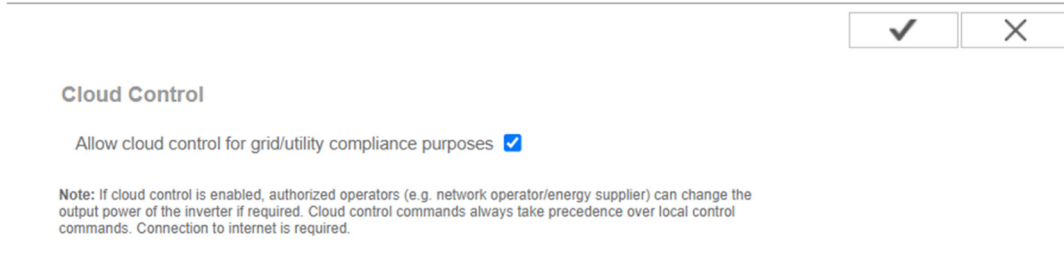 Cloud Control
Allow cloud control for grid/utility compliance purposes
Note: If cloud control is enabled, authorized operators (e.g. network operator/energy supplier) can change the
output power of the inverter if required. Cloud control commands always take precedence over local control
commands. Connection to internet is required.